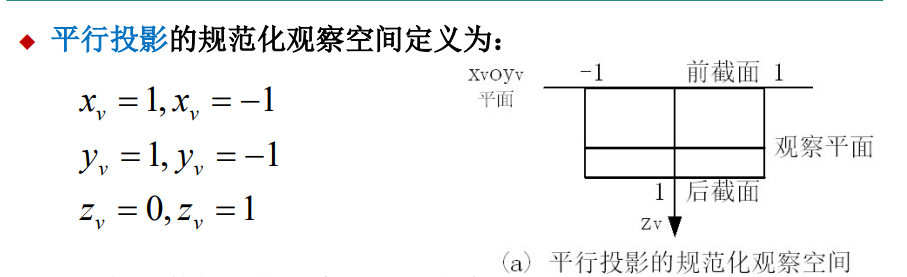 ◆ 平行投影的规范化观察空间定义为：
x_v = 1, x_v = −1
y_v = 1, y_v = −1
z_v = 0, z_v = 1
xvoyv
平面
-1
前截面 1
观察平面
1 后截面
zv
(a) 平行投影的规范化观察空间